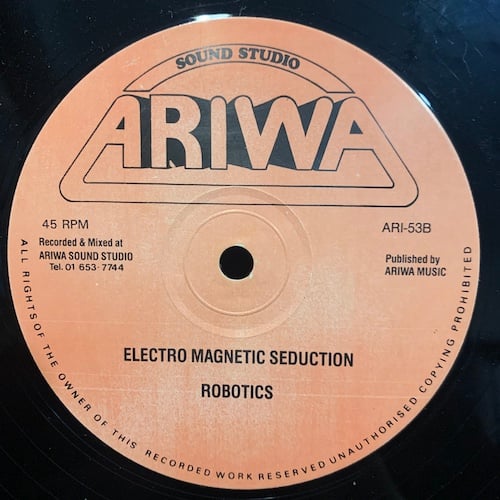 SOUND STUDIO
ARIWA
45 RPM
ARI-53B
Recorded & Mixed at
ARIWA SOUND STUDIO
Tel. 01 653-7744
Published by
ARIWA MUSIC
ELECTRO MAGNETIC SEDUCTION
ROBOTICS
ALL RIGHTS OF THE OWNER OF THIS RECORDED WORK RESERVED UNAUTHORISED COPYING PROHIBITED